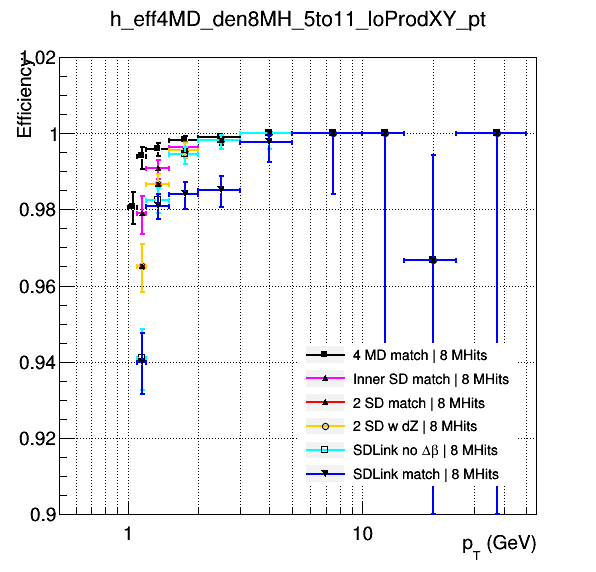 h_eff4MD_den8MH_5to11_loProdXY_pt
Efficiency
1.02
1
0.98
0.96
0.94
0.92
0.9
4 MD match | 8 MHits
Inner SD match | 8 MHits
2 SD match | 8 MHits
2 SD w dZ | 8 MHits
SDLink no Δβ | 8 MHits
SDLink match | 8 MHits
1
10
p_T (GeV)